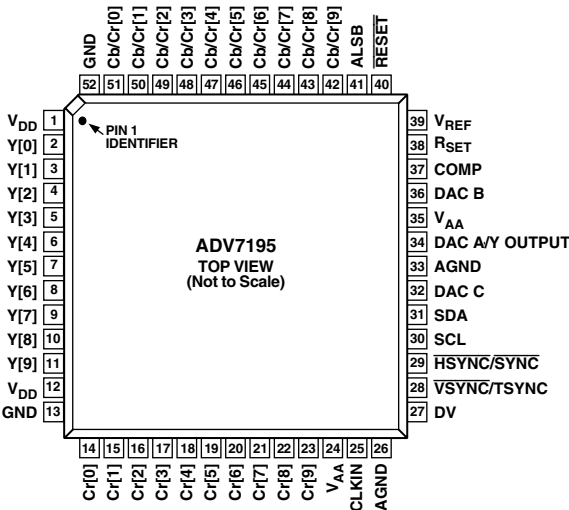 GND
Cb/Cr[0]
Cb/Cr[1]
Cb/Cr[2]
Cb/Cr[3]
Cb/Cr[4]
Cb/Cr[5]
Cb/Cr[6]
Cb/Cr[7]
Cb/Cr[8]
Cb/Cr[9]
ALSB
RESET
52 51 50 49 48 47 46 45 44 43 42 41 40
VDD 1
Y[0] 2
Y[1] 3
Y[2] 4
Y[3] 5
Y[4] 6
Y[5] 7
Y[6] 8
Y[7] 9
Y[8] 10
Y[9] 11
VDD 12
GND 13
PIN 1
IDENTIFIER
ADV7195
TOP VIEW
(Not to Scale)
39 VREF
38 RSET
37 COMP
36 DAC B
35 VAA
34 DAC A/Y OUTPUT
33 AGND
32 DAC C
31 SDA
30 SCL
29 HSYNC/SYNC
28 VSYNC/TSYNC
27 DV
14 15 16 17 18 19 20 21 22 23 24 25 26
Cr[0]
Cr[1]
Cr[2]
Cr[3]
Cr[4]
Cr[5]
Cr[6]
Cr[7]
Cr[8]
Cr[9]
VAA
CLKIN
AGND